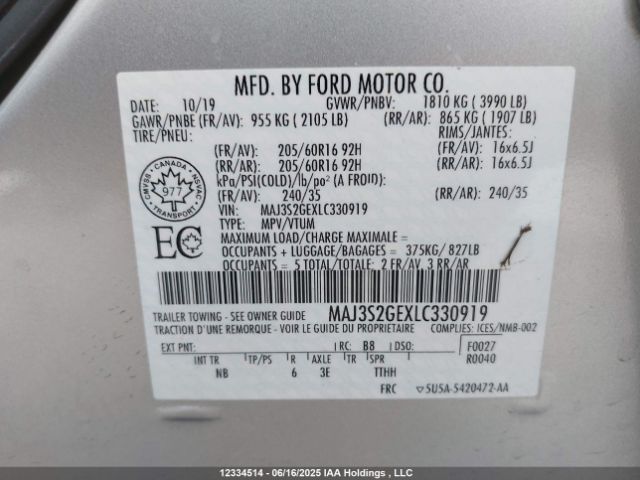 MFD. BY FORD MOTOR CO.
DATE: 10/19 GVWR/PNBV: 1810 KG ( 3990 LB)
GAWR/PNBE (FR/AV): 955 KG ( 2105 LB) (RR/AR): 865 KG ( 1907 LB)
TIRE/PNEU: RIMS/JANTES:
(FR/AV): 205/60R16 92H (FR/AV): 16x6.5J
(RR/AR): 205/60R16 92H (RR/AR): 16x6.5J
kPa/PSI(COLD)/lb/po² (A FROID):
(FR/AV): 240/35 (RR/AR): 240/35
VIN: MAJ3S2GEXLC330919
TYPE: MPV/VTUM
CANADA
CMVSS NSVAC
977
TRANSPORT
EC
MAXIMUM LOAD/CHARGE MAXIMALE =
OCCUPANTS + LUGGAGE/BAGAGES = 375KG/ 827LB
OCCUPANTS = 5 TOTAL/TOTALE: 2 FR/AV, 3 RR/AR
TRAILER TOWING - SEE OWNER GUIDE MAJ3S2GEXLC330919
TRACTION D'UNE REMORQUE - VOIR LE GUIDE DU PROPRIETAIRE COMPLIES: ICES/NMB-002
EXT PNT: RC: B8 DSO: F0027
INT TR TP/PS R AXLE TR SPR R0040
NB 6 3E TTHH
FRC 5U5A-5420472-AA
12334514 - 06/16/2025 IAA Holdings , LLC